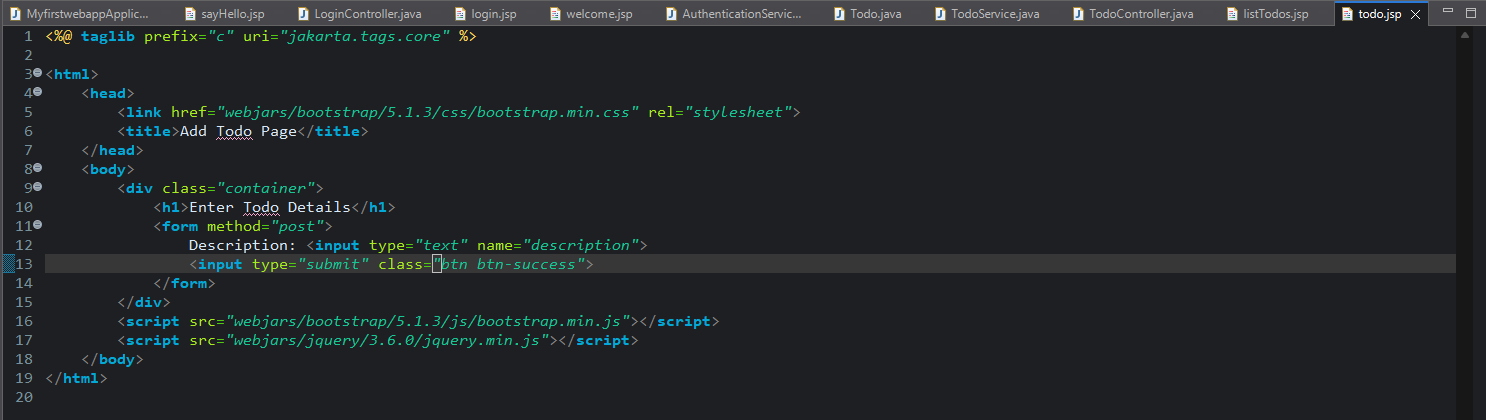 MyfirstwebappApplic... sayHello.jsp LoginController.java login.jsp welcome.jsp AuthenticationServic... Todo.java TodoService.java TodoController.java listTodos.jsp todo.jsp
1 <%@ taglib prefix="c" uri="jakarta.tags.core" %>
2
3 <html>
4     <head>
5         <link href="webjars/bootstrap/5.1.3/css/bootstrap.min.css" rel="stylesheet">
6         <title>Add Todo Page</title>
7     </head>
8     <body>
9         <div class="container">
10             <h1>Enter Todo Details</h1>
11             <form method="post">
12                 Description: <input type="text" name="description">
13                 <input type="submit" class="btn btn-success">
14             </form>
15         </div>
16         <script src="webjars/bootstrap/5.1.3/js/bootstrap.min.js"></script>
17         <script src="webjars/jquery/3.6.0/jquery.min.js"></script>
18     </body>
19 </html>
20